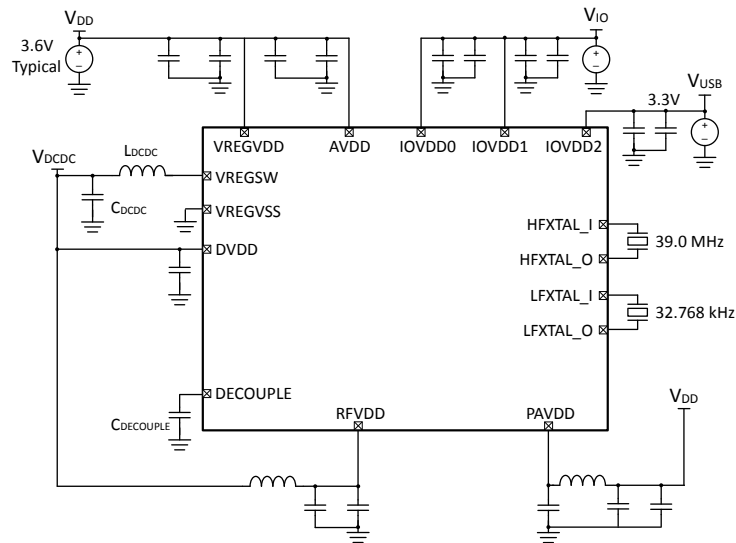 VDD
VIO
3.6V
Typical
VUSB
3.3V
VREGVDD
AVDD
IOVDD0
IOVDD1
IOVDD2
VDCDC
LDCDC
VREGSW
CDCDC
VREGVSS
HFXTAL_I
DVDD
39.0 MHz
HFXTAL_O
LFXTAL_I
32.768 kHz
LFXTAL_O
DECOUPLE
CDECOUPLE
RFVDD
PAVDD
VDD